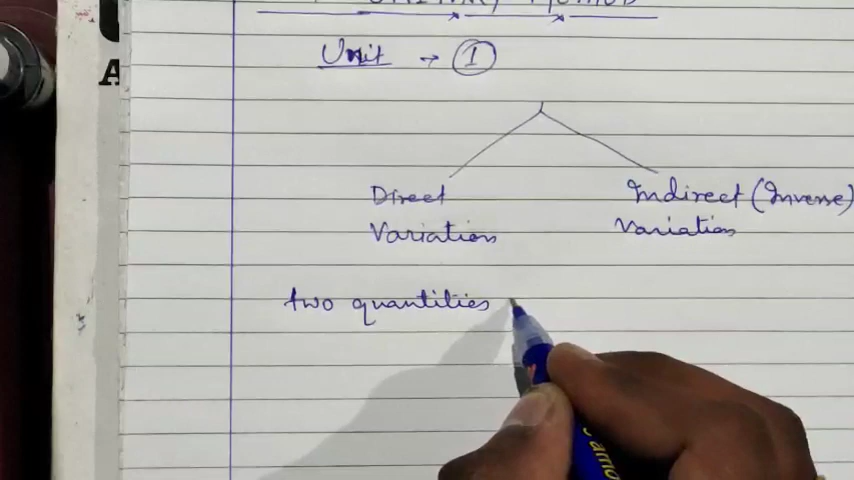 Unit → ①
Direct Indirect (Inverse)
Variation Variation
two quantities